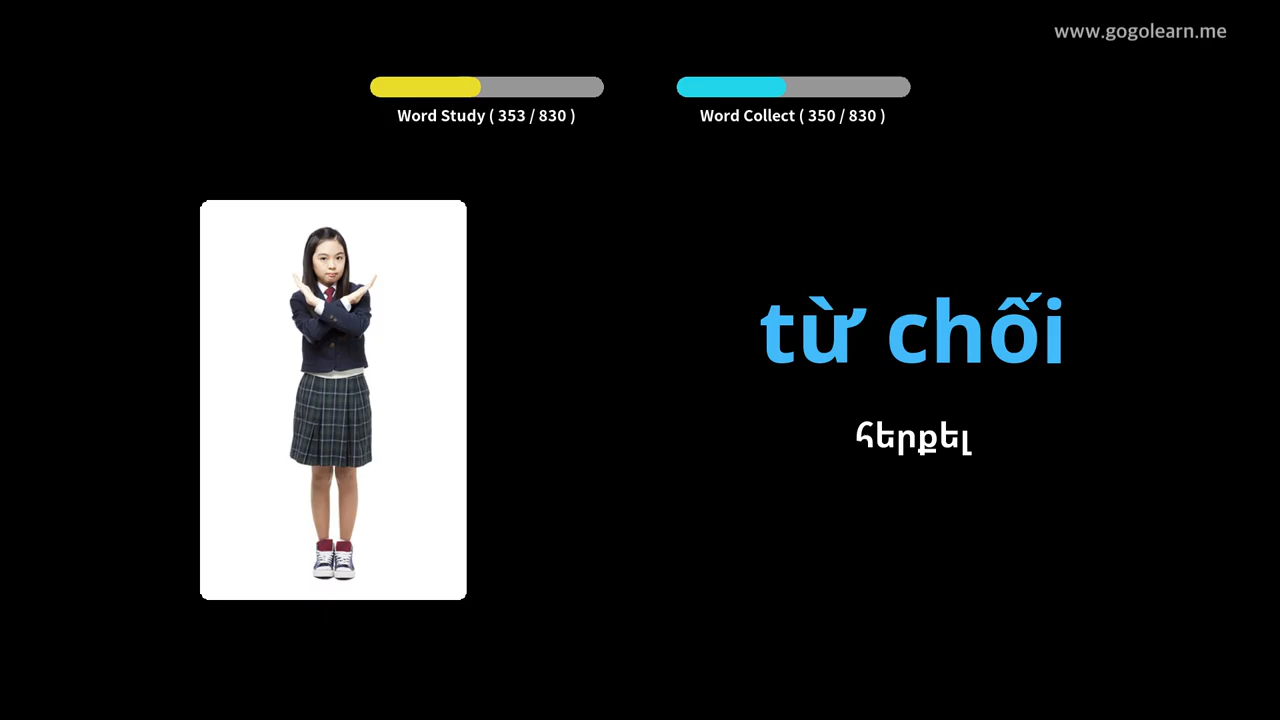 www.gogolearn.me
Word Study ( 353 / 830 )
Word Collect ( 350 / 830 )
từ chối
հերքել